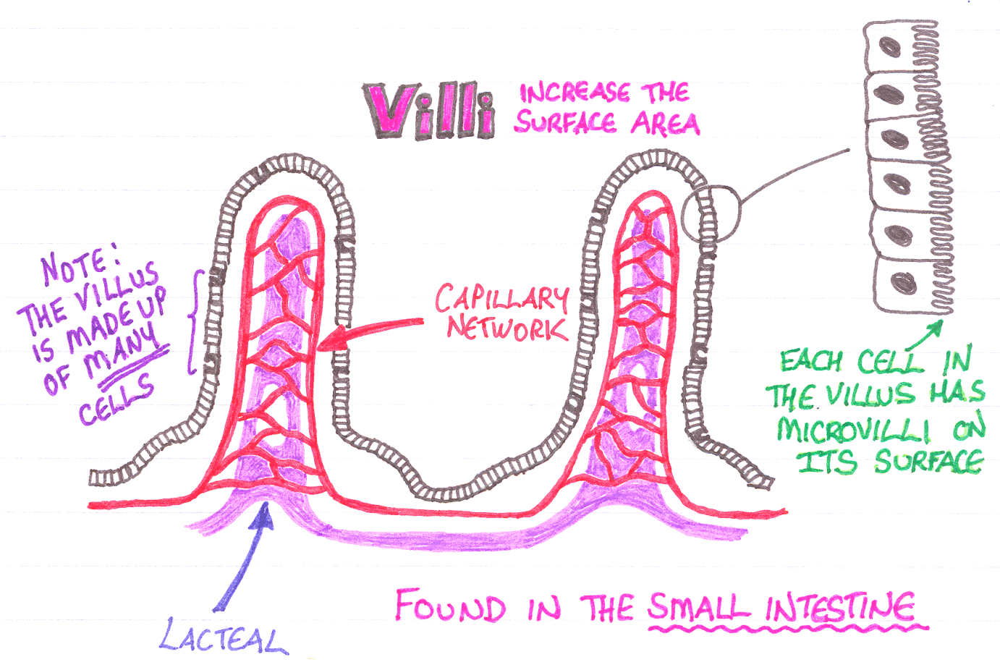 Villi INCREASE THE
SURFACE AREA
NOTE:
THE VILLUS
IS MADE UP
OF MANY
CELLS
CAPILLARY
NETWORK
EACH CELL IN
THE VILLUS HAS
MICROVILLI ON
ITS SURFACE
LACTEAL
FOUND IN THE SMALL INTESTINE